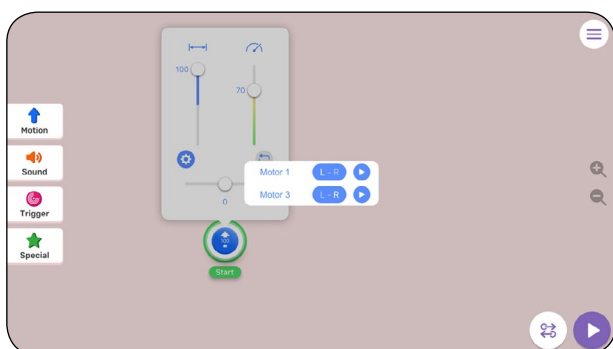 100
70
Motion
Sound
Trigger
Special
Motor 1 L - R
Motor 3 L - R
0
100
Start